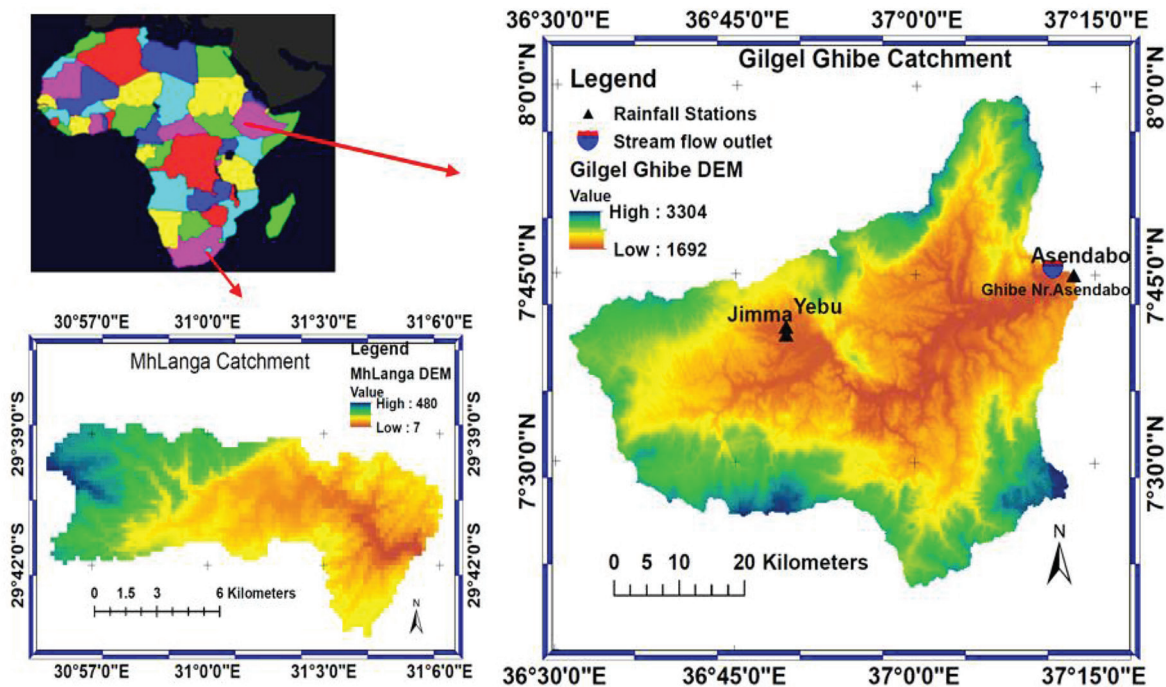 36°30'0"E 36°45'0"E 37°0'0"E 37°15'0"E
Gilgel Ghibe Catchment
Legend
Rainfall Stations
Stream flow outlet
Gilgel Ghibe DEM
Value
High : 3304
Low : 1692
8°0'0"N
8°0'0"N
7°45'0"N
7°45'0"N
7°30'0"N
7°30'0"N
Asendabo
Ghibe Nr.Asendabo
Jimma Yebu
N
0 5 10 20 Kilometers
36°30'0"E 36°45'0"E 37°0'0"E 37°15'0"E
30°57'0"E 31°0'0"E 31°3'0"E 31°6'0"E
MhLanga Catchment
Legend
MhLanga DEM
Value
High : 480
Low : 7
29°39'0"S
29°39'0"S
29°42'0"S
29°42'0"S
0 1.5 3 6 Kilometers
N
30°57'0"E 31°0'0"E 31°3'0"E 31°6'0"E